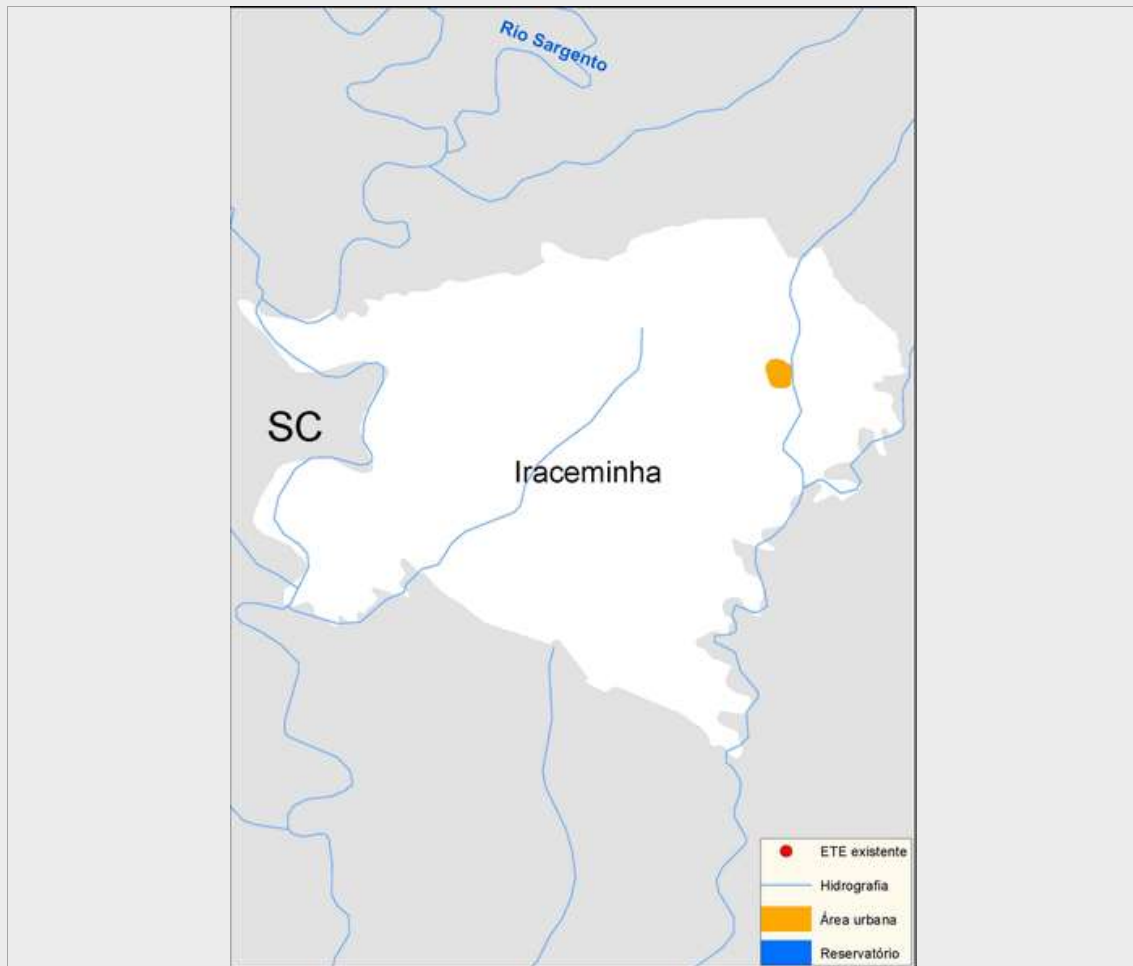 Rio Sargento
SC
Iraceminha
ETE existente
Hidrografia
Área urbana
Reservatório